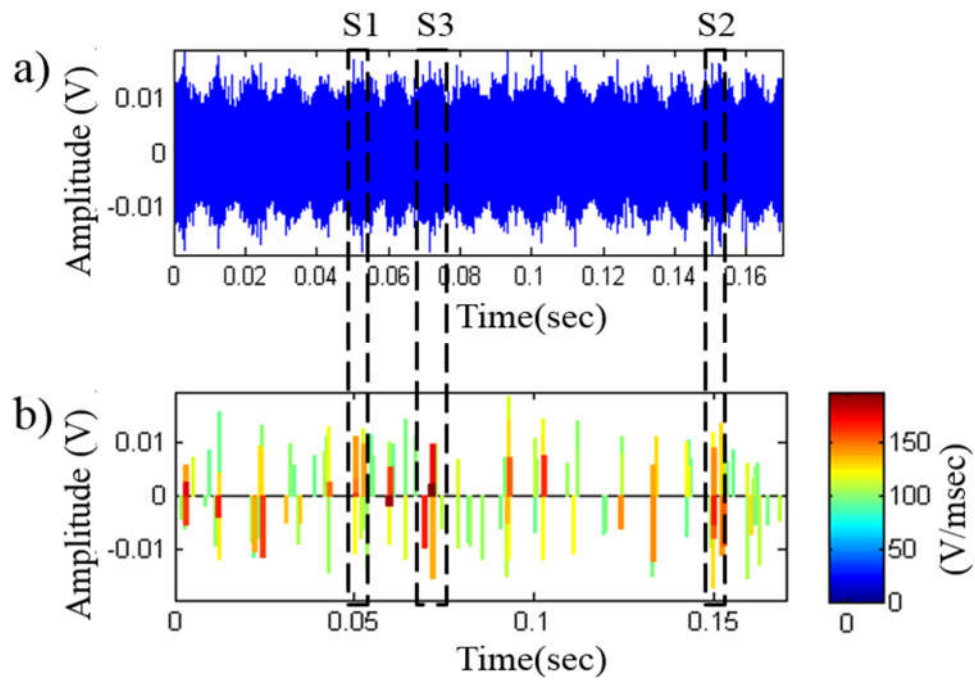 S1 S3 S2
a)
Amplitude (V)
0.01
0
-0.01
0 0.02 0.04 0.06 0.08 0.1 0.12 0.14 0.16
Time(sec)
b)
Amplitude (V)
0.01
0
-0.01
0 0.05 0.1 0.15
Time(sec)
150
100
50
0
0
(V/msec)